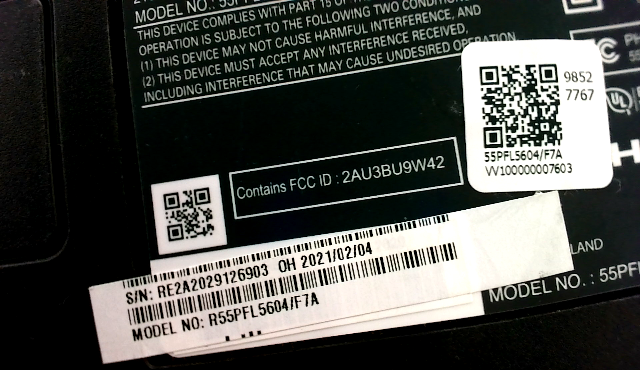 MODEL NO.: 55PFL
THIS DEVICE COMPLIES WITH PART 15 OF
OPERATION IS SUBJECT TO THE FOLLOWING TWO CONDITIONS
(1) THIS DEVICE MAY NOT CAUSE HARMFUL INTERFERENCE, AND
(2) THIS DEVICE MUST ACCEPT ANY INTERFERENCE
INCLUDING INTERFERENCE THAT MAY CAUSE UNDESIRED OPERATION.
9852
7767
55PFL5604/F7A
VV100000007603
Contains FCC ID : 2AU3BU9W42
S/N: RE2A2029126903 OH 2021/02/04
MODEL NO: R55PFL5604/F7A
LAND
MODEL NO. : 55PF